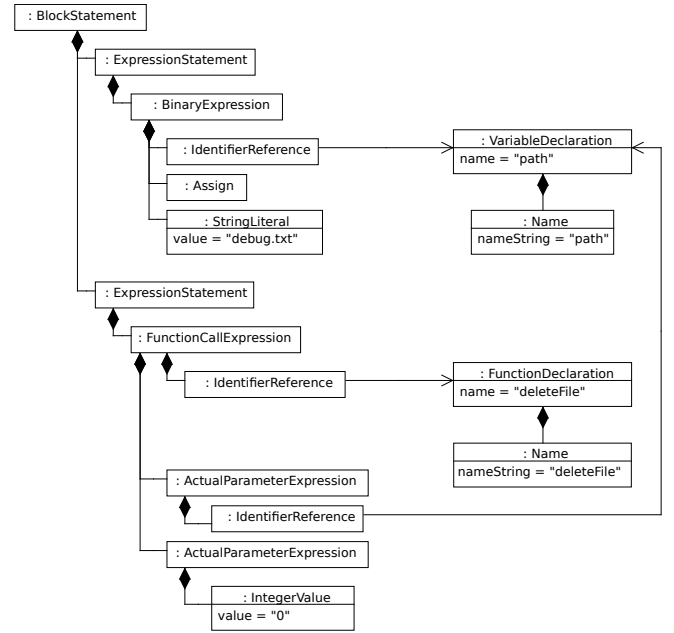 : BlockStatement
: ExpressionStatement
: BinaryExpression
: IdentifierReference
: VariableDeclaration
name = "path"
: Assign
: StringLiteral
value = "debug.txt"
: Name
nameString = "path"
: ExpressionStatement
: FunctionCallExpression
: IdentifierReference
: FunctionDeclaration
name = "deleteFile"
: Name
nameString = "deleteFile"
: ActualParameterExpression
: IdentifierReference
: ActualParameterExpression
: IntegerValue
value = "0"